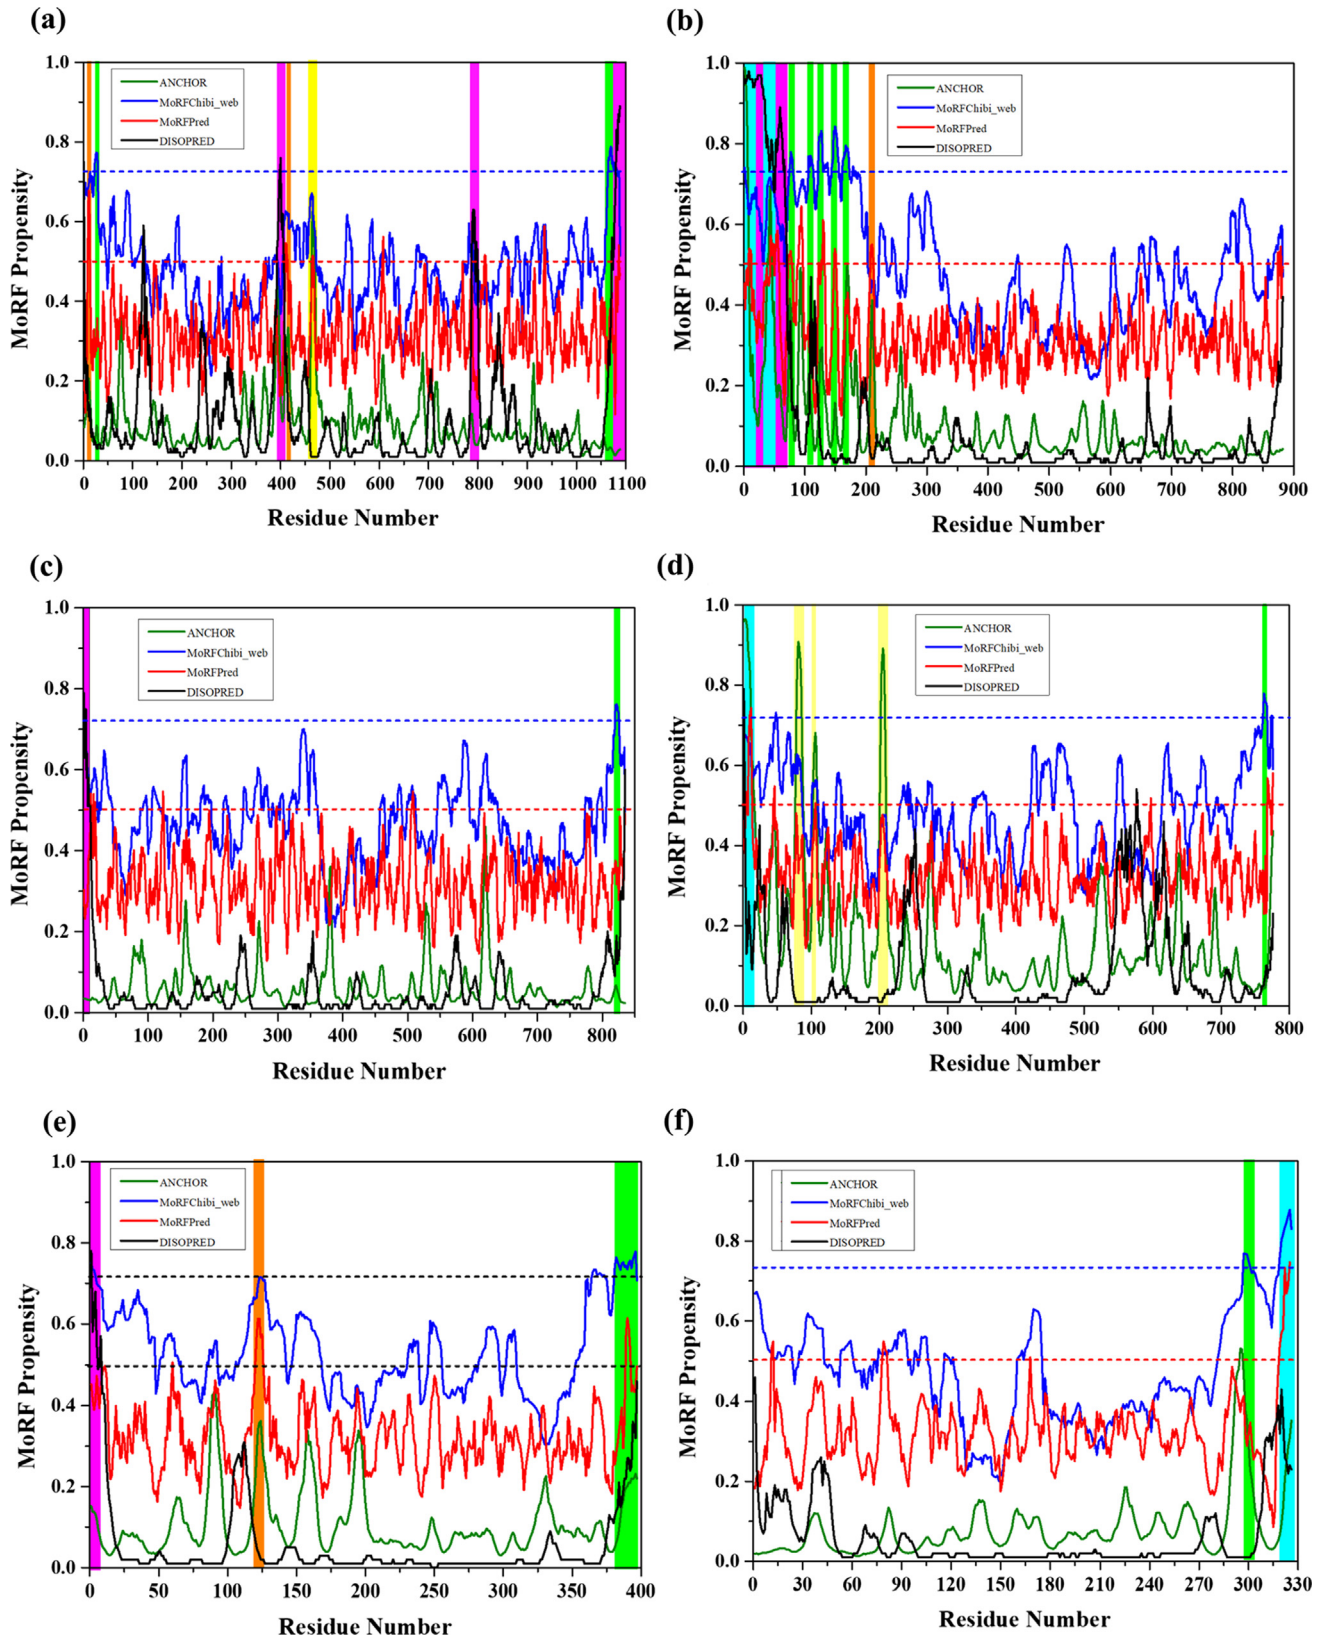 (a)
MoRF Propensity
1.0
0.8
0.6
0.4
0.2
0.0
ANCHOR
MoRFChibi_web
MoRFPred
DISOPRED
0 100 200 300 400 500 600 700 800 900 1000 1100
Residue Number
(b)
MoRF Propensity
1.0
0.8
0.6
0.4
0.2
0.0
ANCHOR
MoRFChibi_web
MoRFPred
DISOPRED
0 100 200 300 400 500 600 700 800 900
Residue Number
(c)
MoRF Propensity
1.0
0.8
0.6
0.4
0.2
0.0
ANCHOR
MoRFChibi_web
MoRFPred
DISOPRED
0 100 200 300 400 500 600 700 800
Residue Number
(d)
MoRF Propensity
1.0
0.8
0.6
0.4
0.2
0.0
ANCHOR
MoRFChibi_web
MoRFPred
DISOPRED
0 100 200 300 400 500 600 700 800
Residue Number
(e)
MoRF Propensity
1.0
0.8
0.6
0.4
0.2
0.0
ANCHOR
MoRFChibi_web
MoRFPred
DISOPRED
0 50 100 150 200 250 300 350 400
Residue Number
(f)
MoRF Propensity
1.0
0.8
0.6
0.4
0.2
0.0
ANCHOR
MoRFChibi_web
MoRFPred
DISOPRED
0 30 60 90 120 150 180 210 240 270 300 330
Residue Number